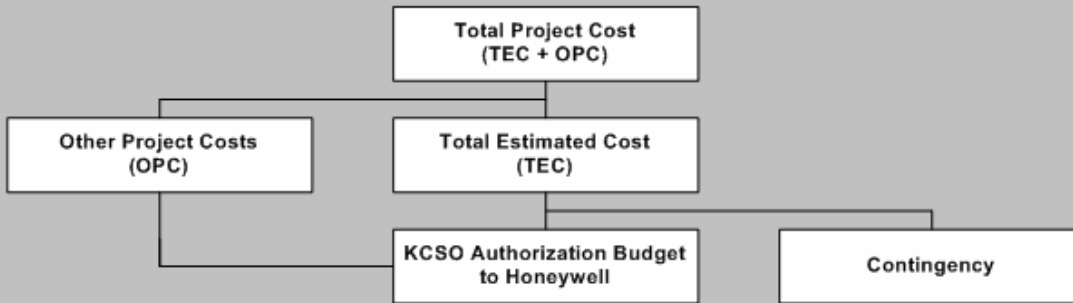 Total Project Cost
(TEC + OPC)
Other Project Costs
(OPC)
Total Estimated Cost
(TEC)
KCSO Authorization Budget
to Honeywell
Contingency